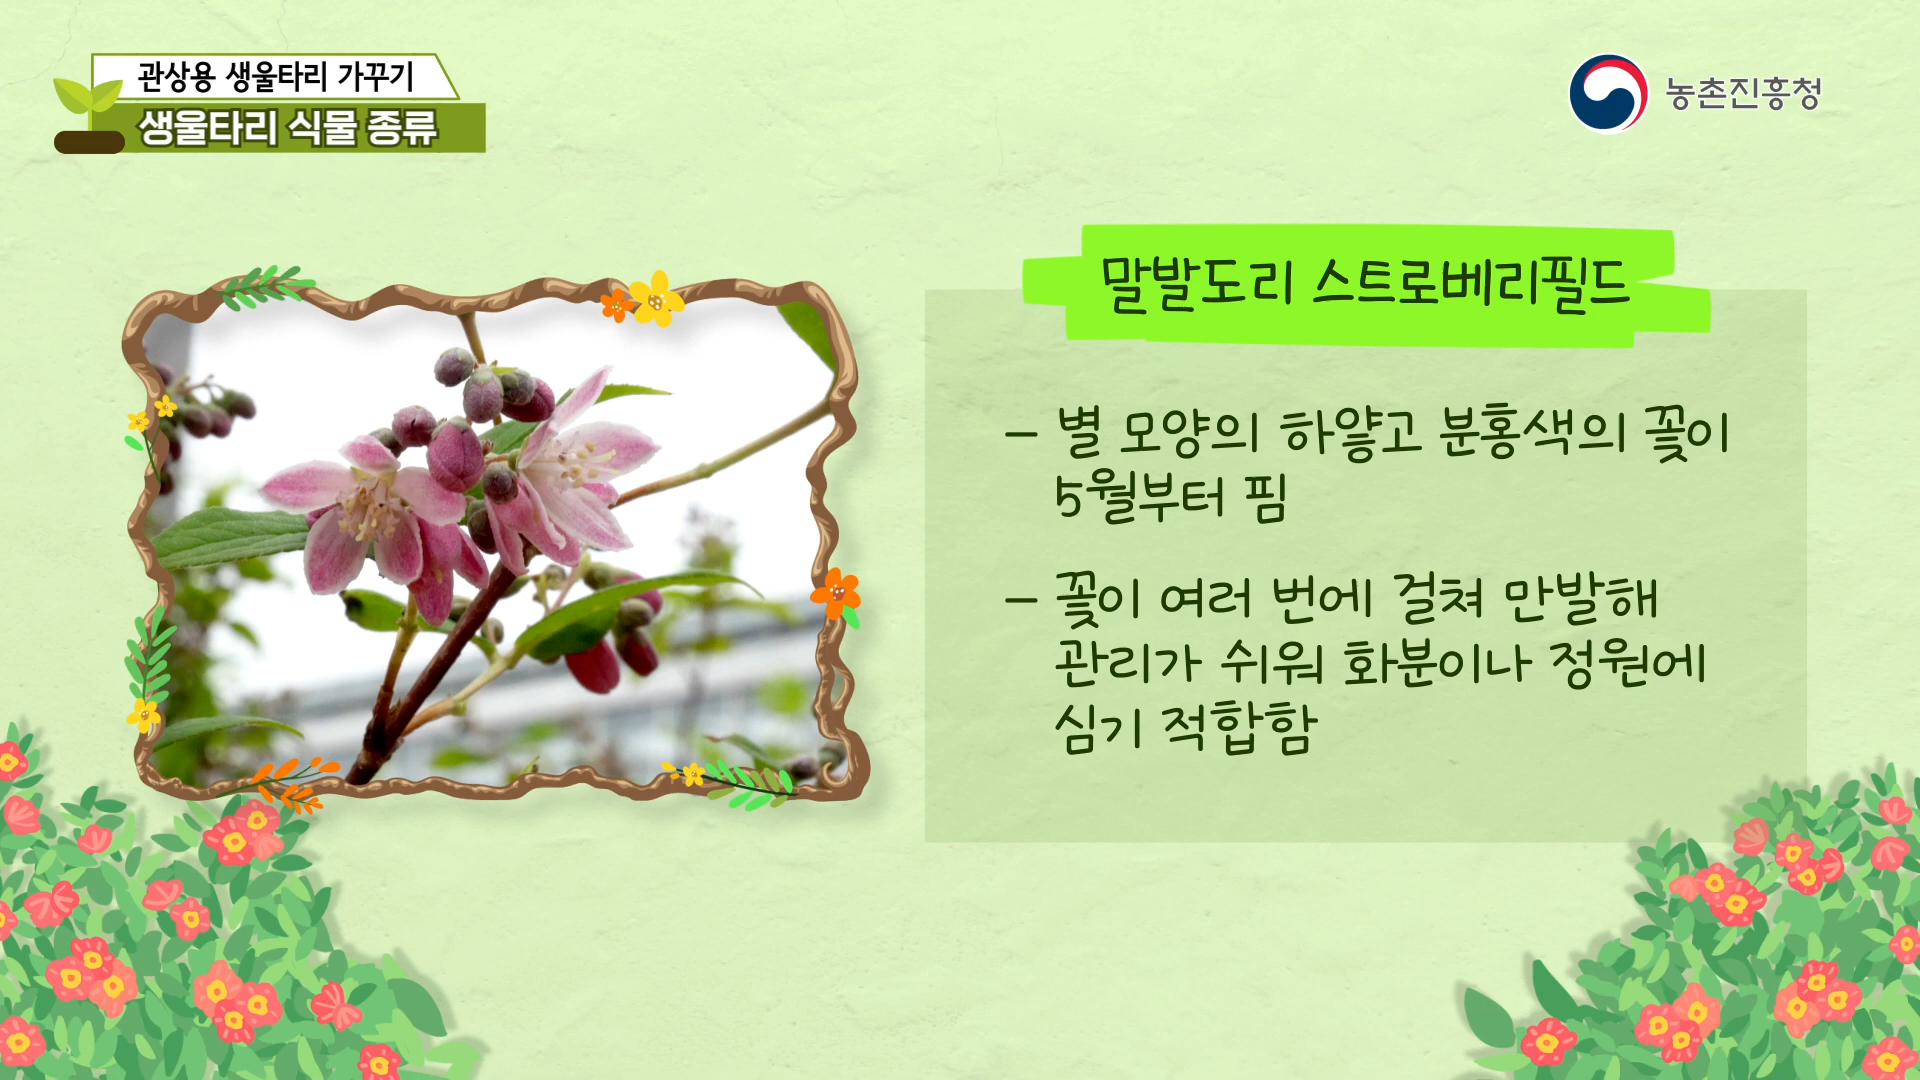 관상용 생울타리 가꾸기
생울타리 식물 종류
농촌진흥청
말발도리 스트로베리필드
– 별 모양의 하얗고 분홍색의 꽃이
5월부터 핌
– 꽃이 여러 번에 걸쳐 만발해
관리가 쉬워 화분이나 정원에
심기 적합함